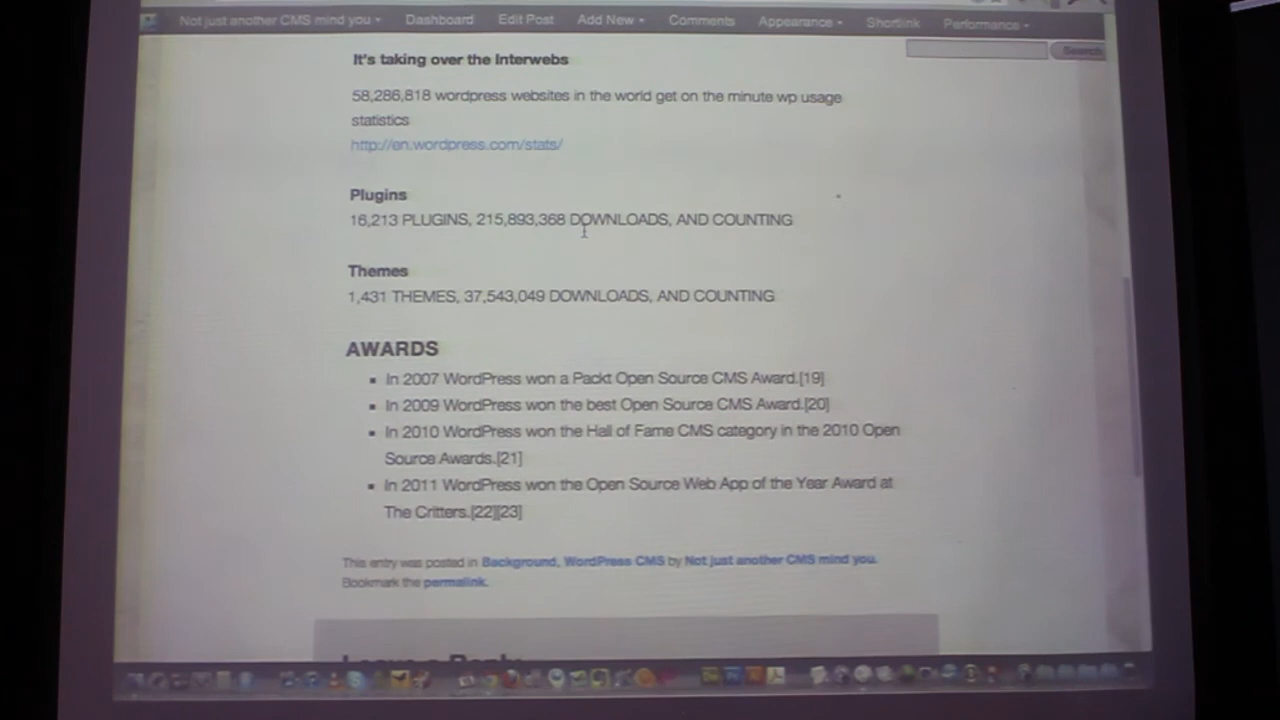 Not just another CMS mind you Dashboard Edit Post Add New Comments Appearance Shortlink Performance
Search
It's taking over the Interwebs
58,286,818 wordpress websites in the world get on the minute wp usage
statistics
http://en.wordpress.com/stats/
Plugins
16,213 PLUGINS, 215,893,368 DOWNLOADS, AND COUNTING
Themes
1,431 THEMES, 37,543,049 DOWNLOADS, AND COUNTING
AWARDS
In 2007 WordPress won a Packt Open Source CMS Award.[19]
In 2009 WordPress won the best Open Source CMS Award.[20]
In 2010 WordPress won the Hall of Fame CMS category in the 2010 Open
Source Awards.[21]
In 2011 WordPress won the Open Source Web App of the Year Award at
The Critters.[22][23]
This entry was posted in Background, WordPress CMS by Not just another CMS mind you.
Bookmark the permalink.
Leave a Reply